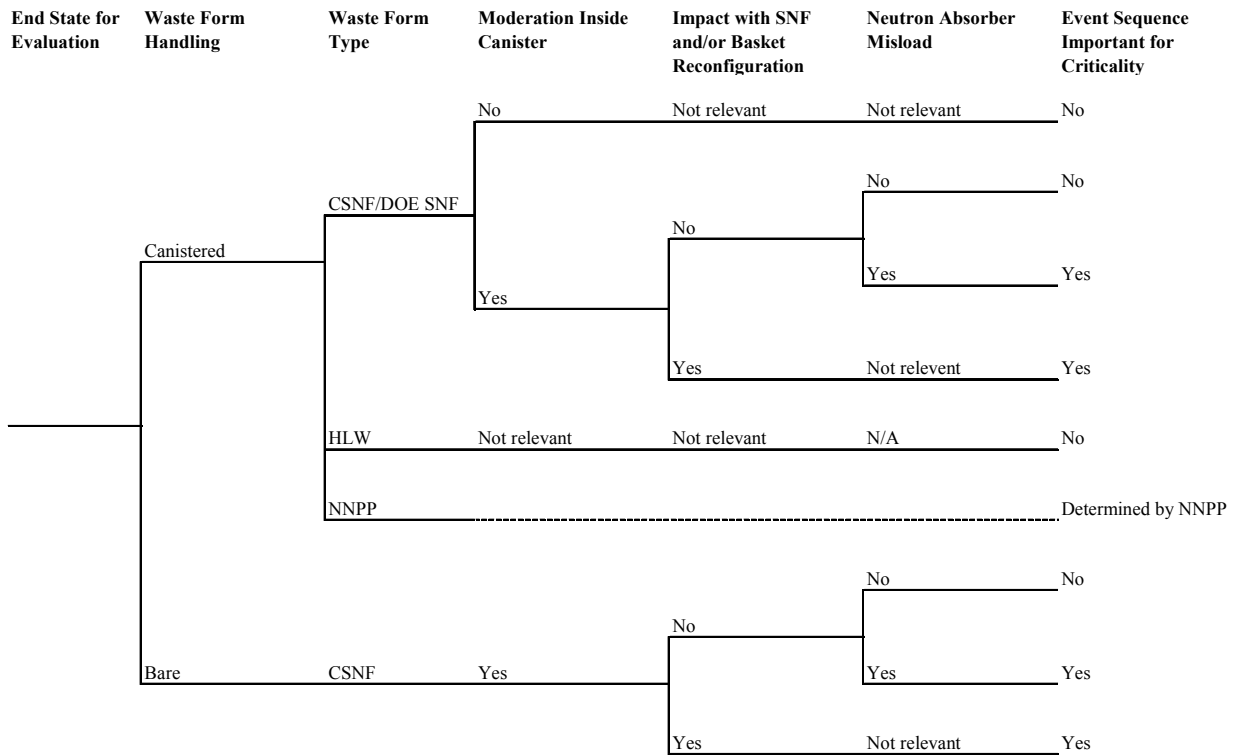 End State for Evaluation
Waste Form Handling
Waste Form Type
Moderation Inside Canister
Impact with SNF and/or Basket Reconfiguration
Neutron Absorber Misload
Event Sequence Important for Criticality
No Not relevant Not relevant No
No No
CSNF/DOE SNF
No
Canistered
Yes Yes
Yes
Yes Not relevent Yes
HLW Not relevant Not relevant N/A No
NNPP Determined by NNPP
No No
No
Bare CSNF Yes Yes Yes
Yes Not relevant Yes